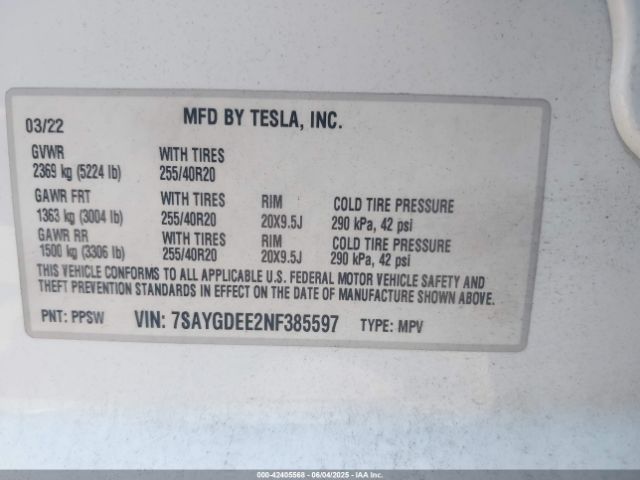 MFD BY TESLA, INC.
03/22
GVWR WITH TIRES
2369 kg (5224 lb) 255/40R20
GAWR FRT WITH TIRES RIM COLD TIRE PRESSURE
1363 kg (3004 lb) 255/40R20 20X9.5J 290 kPa, 42 psi
GAWR RR WITH TIRES RIM COLD TIRE PRESSURE
1500 kg (3306 lb) 255/40R20 20X9.5J 290 kPa, 42 psi
THIS VEHICLE CONFORMS TO ALL APPLICABLE U.S. FEDERAL MOTOR VEHICLE SAFETY AND
THEFT PREVENTION STANDARDS IN EFFECT ON THE DATE OF MANUFACTURE SHOWN ABOVE.
PNT: PPSW VIN: 7SAYGDEE2NF385597 TYPE: MPV
000-42405568 - 06/04/2025 - IAA Inc.